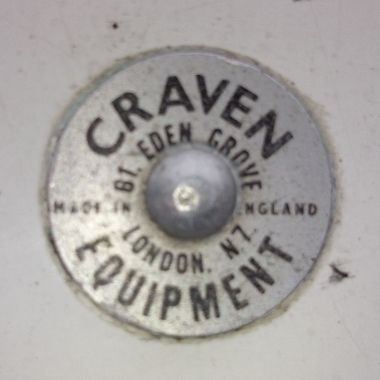 CRAVEN
81, EDEN GROVE
MADE IN ENGLAND
LONDON. N7.
EQUIPMENT